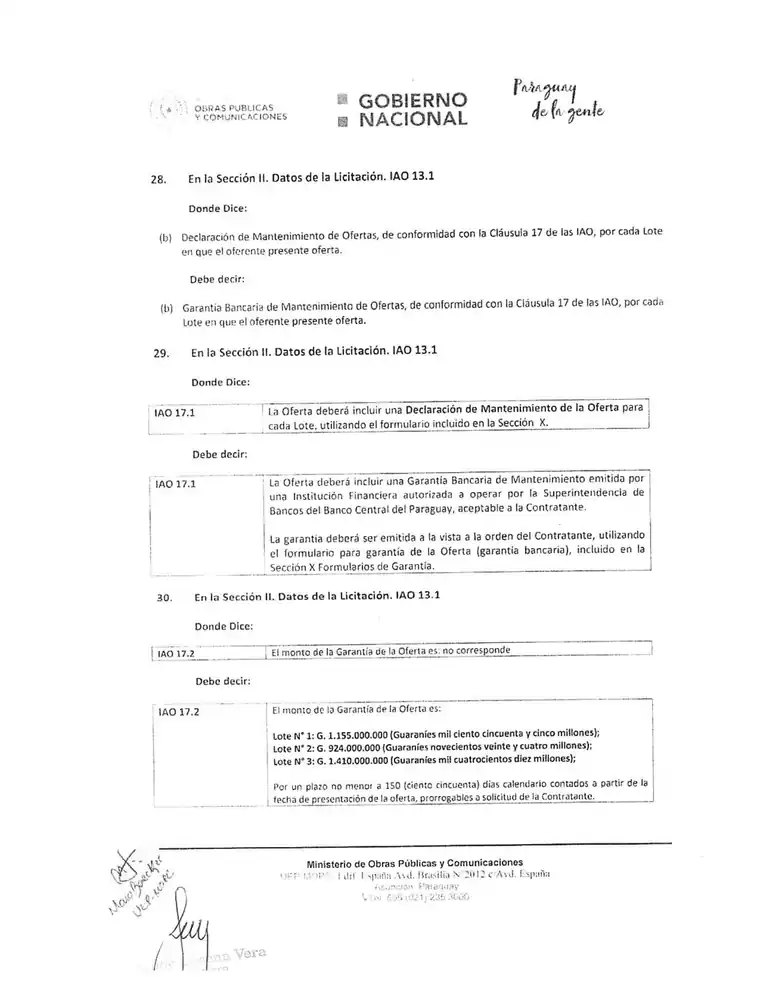 OBRAS PUBLICAS
Y COMUNICACIONES
GOBIERNO
NACIONAL
Paraguay
de la gente
28. En la Sección II. Datos de la Licitación. IAO 13.1
Donde Dice:
(b) Declaración de Mantenimiento de Ofertas, de conformidad con la Cláusula 17 de las IAO, por cada Lote
en que el oferente presente oferta.
Debe decir:
(b) Garantía Bancaria de Mantenimiento de Ofertas, de conformidad con la Cláusula 17 de las IAO, por cada
Lote en que el oferente presente oferta.
29. En la Sección II. Datos de la Licitación. IAO 13.1
Donde Dice:
IAO 17.1 La Oferta deberá incluir una Declaración de Mantenimiento de la Oferta para
cada Lote, utilizando el formulario incluido en la Sección X.
Debe decir:
IAO 17.1 La Oferta deberá incluir una Garantía Bancaria de Mantenimiento emitida por
una Institución Financiera autorizada a operar por la Superintendencia de
Bancos del Banco Central del Paraguay, aceptable a la Contratante.
La garantía deberá ser emitida a la vista a la orden del Contratante, utilizando
el formulario para garantía de la Oferta (garantía bancaria), incluido en la
Sección X Formularios de Garantía.
30. En la Sección II. Datos de la Licitación. IAO 13.1
Donde Dice:
IAO 17.2 El monto de la Garantía de la Oferta es: no corresponde
Debe decir:
IAO 17.2 El monto de la Garantía de la Oferta es:
Lote N° 1: G. 1.155.000.000 (Guaraníes mil ciento cincuenta y cinco millones);
Lote N° 2: G. 924.000.000 (Guaraníes novecientos veinte y cuatro millones);
Lote N° 3: G. 1.410.000.000 (Guaraníes mil cuatrocientos diez millones);
Por un plazo no menor a 150 (ciento cincuenta) días calendario contados a partir de la
fecha de presentación de la oferta, prorrogables a solicitud de la Contratante.
Ministerio de Obras Públicas y Comunicaciones
España Avd. Brasilia N° 2012 c/Avd. España
Paraguay
UEP-MOPC
Vera